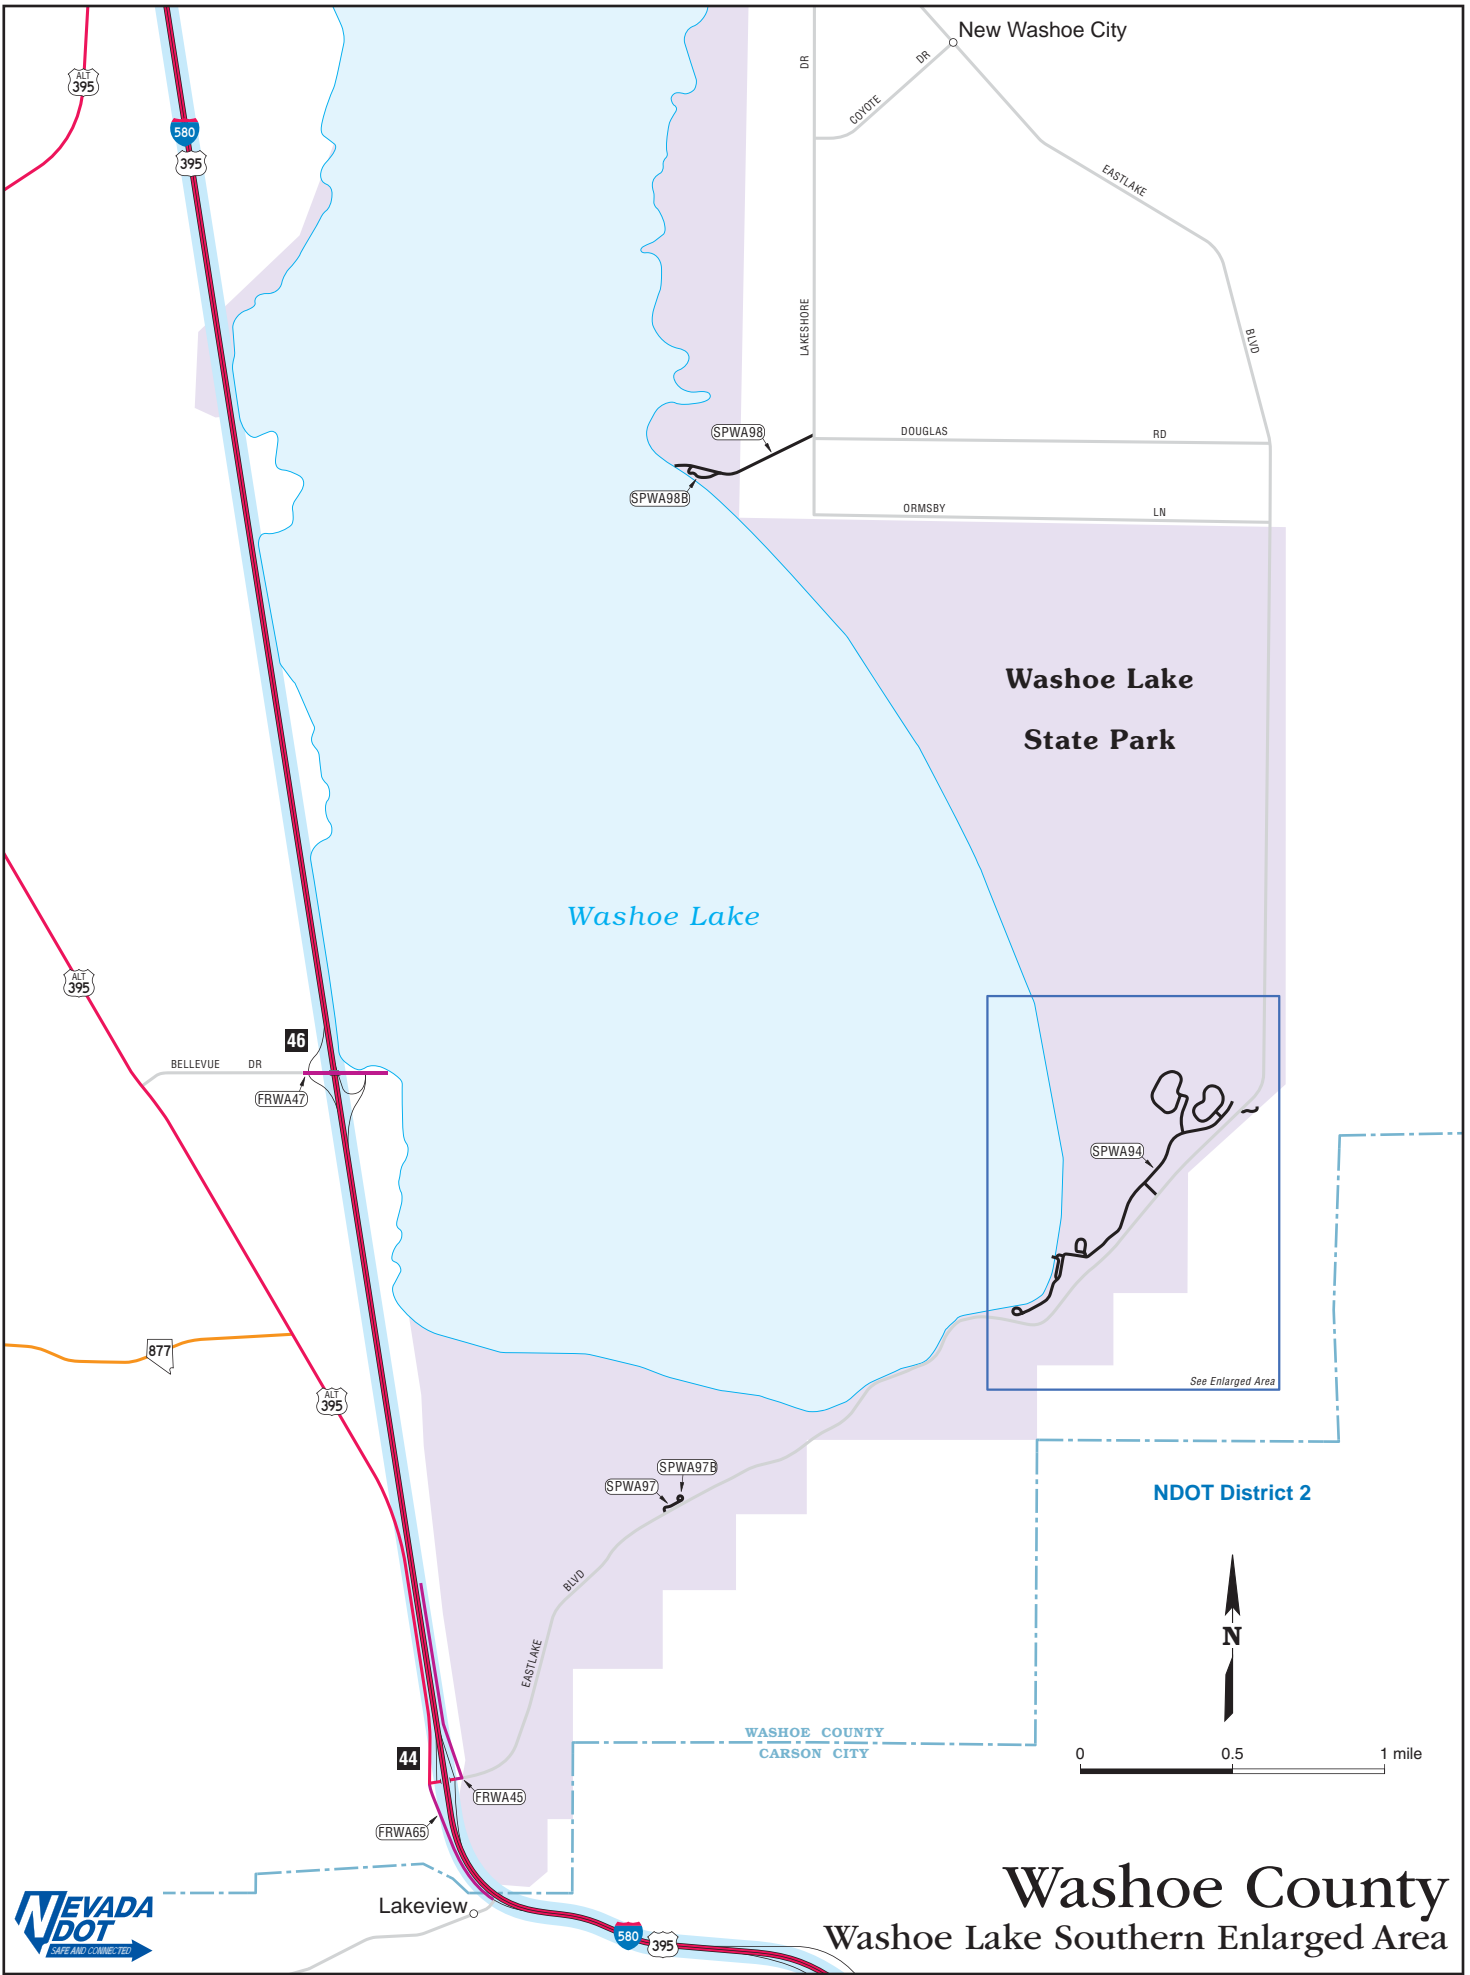 New Washoe City
DR
DR
COYOTE
ALT
395
580
395
EASTLAKE
LAKESHORE
BLVD
SPWA98
DOUGLAS
RD
SPWA98B
ORMSBY
LN
Washoe Lake
State Park
Washoe Lake
ALT
395
46
BELLEVUE
DR
FRWA47
SPWA94
877
ALT
395
See Enlarged Area
SPWA97B
SPWA97
NDOT District 2
BLVD
N
EASTLAKE
WASHOE COUNTY
CARSON CITY
44
0
0.5
1 mile
FRWA45
FRWA65
Washoe County
NEVADA
DOT
SAFE AND CONNECTED
Lakeview
580
395
Washoe Lake Southern Enlarged Area